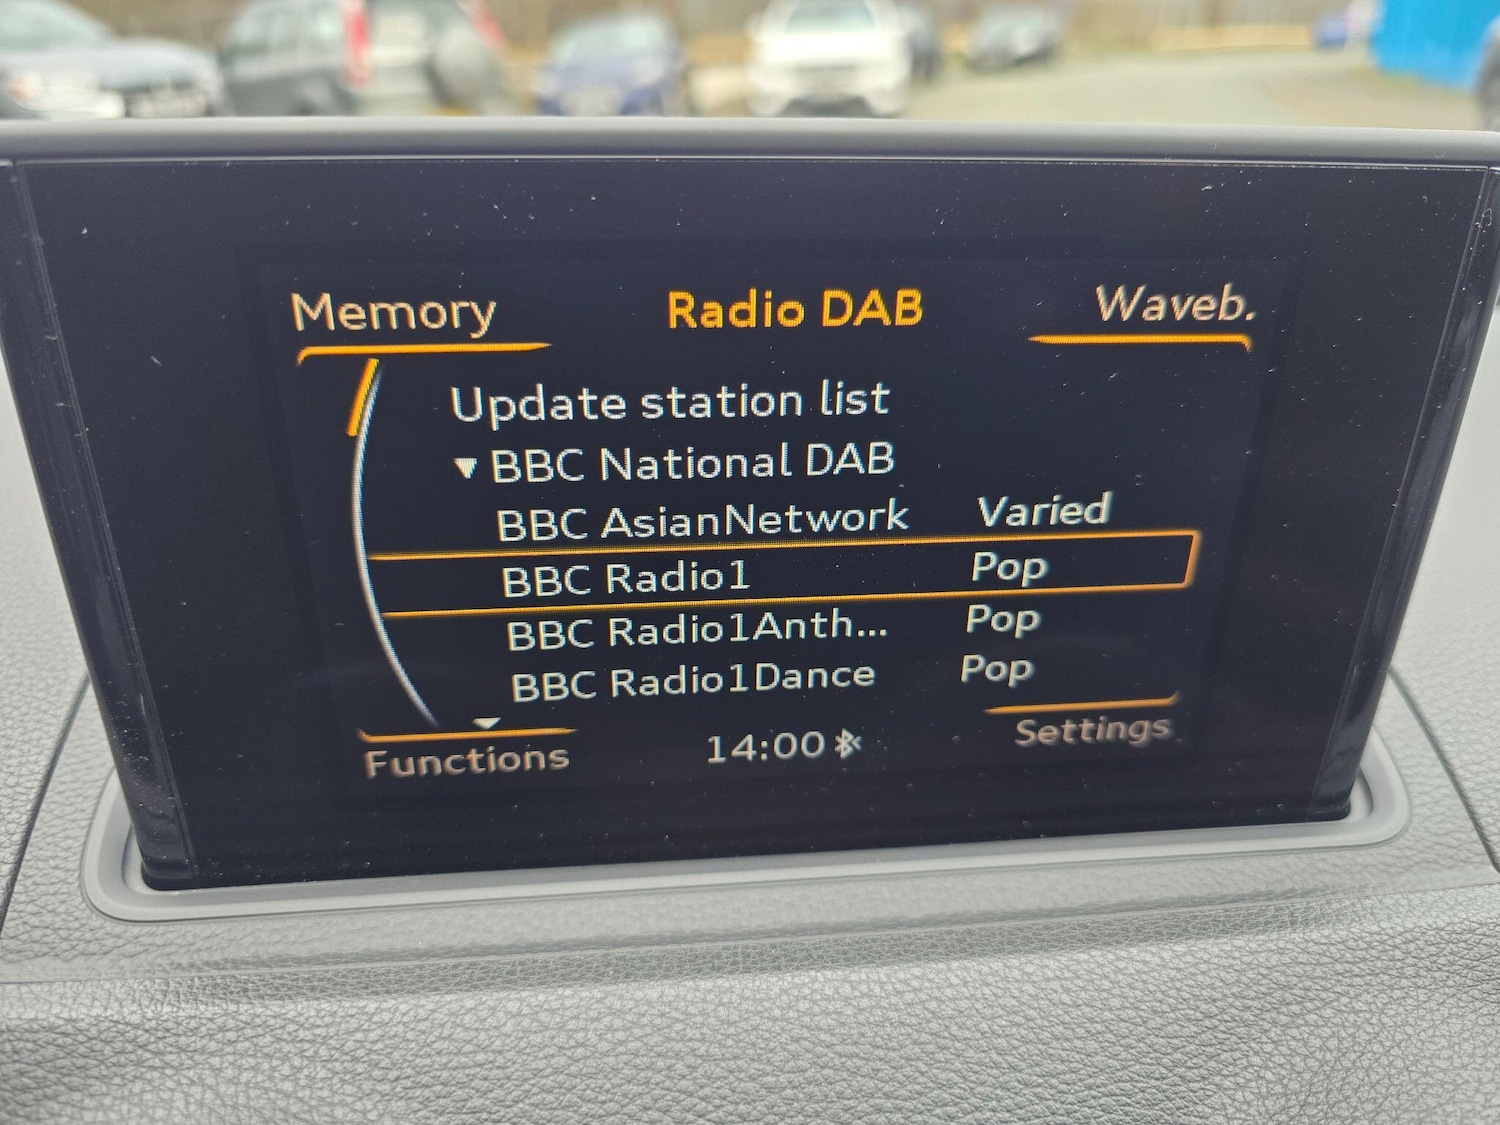 Memory Radio DAB Waveb.
Update station list
▼ BBC National DAB
BBC AsianNetwork Varied
BBC Radio1 Pop
BBC Radio1Anth... Pop
BBC Radio1Dance Pop
Functions 14:00 Settings